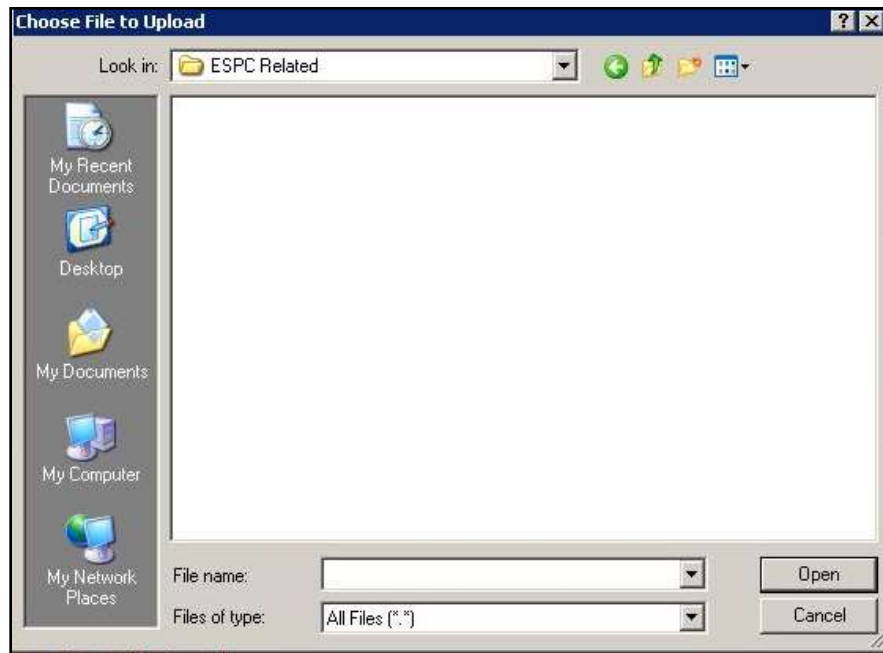 Choose File to Upload
Look in: ESPC Related
My Recent
Documents
Desktop
My Documents
My Computer
My Network
Places
File name:
Open
Files of type: All Files (*.*)
Cancel